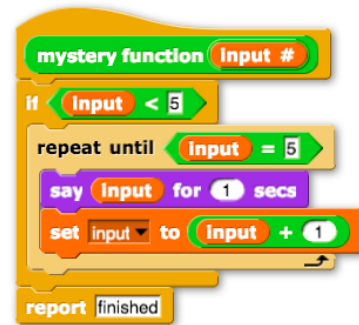 mystery function input #
if input < 5
repeat until input = 5
say input for 1 secs
set input to input + 1
report finished